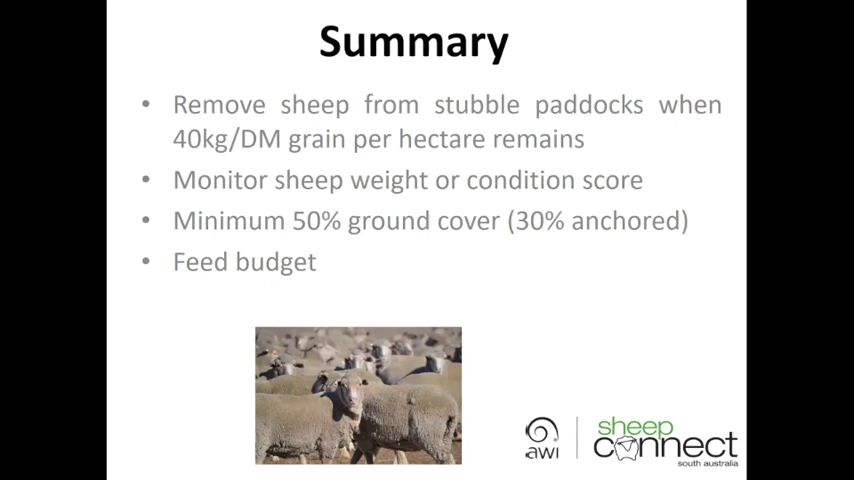 Summary
• Remove sheep from stubble paddocks when
40kg/DM grain per hectare remains
• Monitor sheep weight or condition score
• Minimum 50% ground cover (30% anchored)
• Feed budget
awi
sheep
connect
south australia